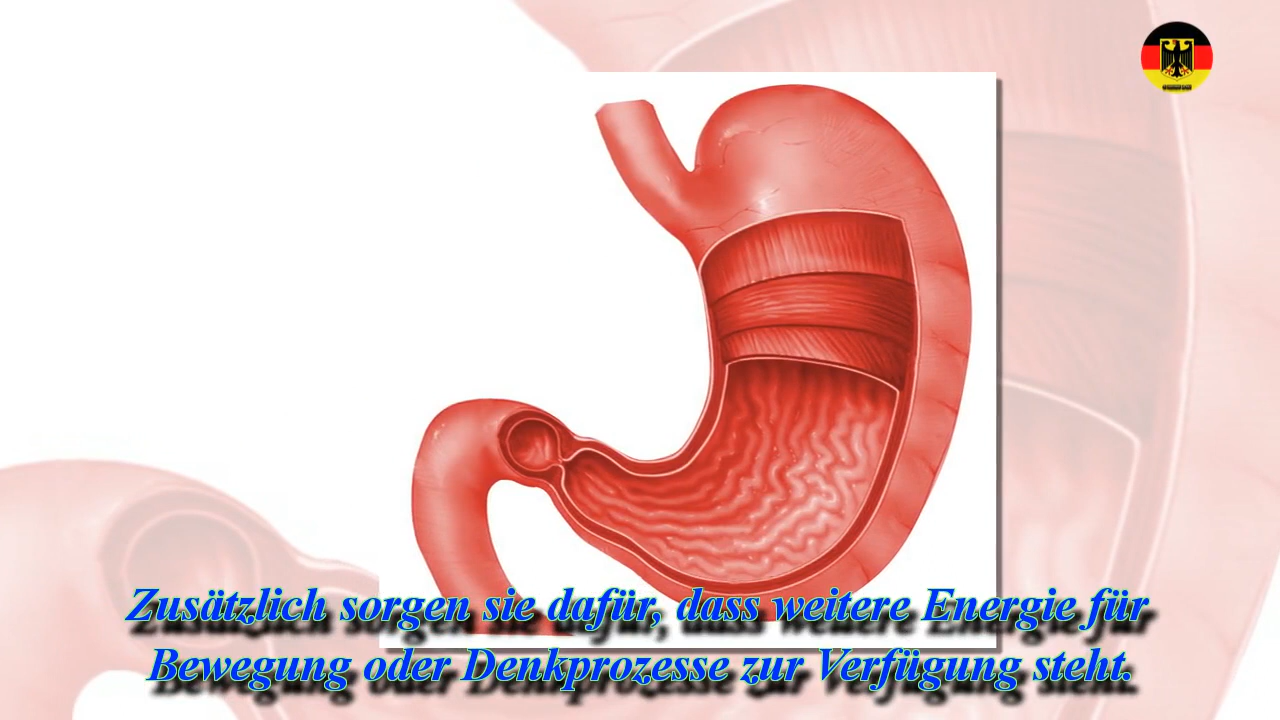 Zusätzlich sorgen sie dafür, dass weitere Energie für
Bewegung oder Denkprozesse zur Verfügung steht.